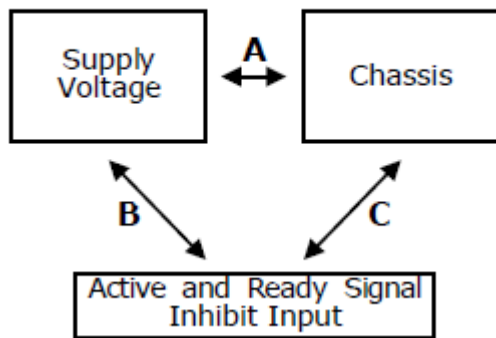 Supply
Voltage
A
Chassis
B
C
Active and Ready Signal
Inhibit Input